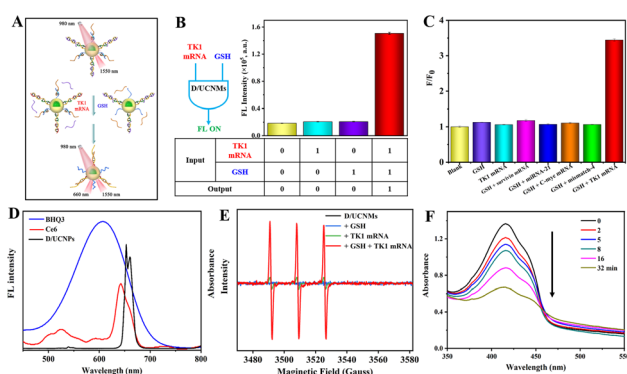 A
980 nm
1550 nm
TK1
mRNA
GSH
980 nm
660 nm
1550 nm
B
TK1
mRNA
GSH
D/UCNMs
FL ON
FL Intensity (×10⁵, a.u.)
1.6
1.2
0.8
0.4
0.0
Input
TK1
mRNA
0 1 0 1
GSH
0 0 1 1
Output
0 0 0 1
C
F/F0
4
3
2
1
0
Blank
GSH
TK1 mRNA
GSH + survivin mRNA
GSH + miRNA-21
GSH + C-myc mRNA
GSH + mismatch-4
GSH + TK1 mRNA
D
BHQ3
Ce6
D/UCNPs
FL intensity
500 600 700 800
Wavelength (nm)
E
D/UCNMs
+ GSH
+ TK1 mRNA
+ GSH + TK1 mRNA
Intensity
3480 3500 3520 3540 3560 3580
Magnetic Field (Gauss)
F
0
2
5
8
16
32 min
Absorbance
1.2
0.8
0.4
0.0
350 400 450 500 550
Wavelength (nm)